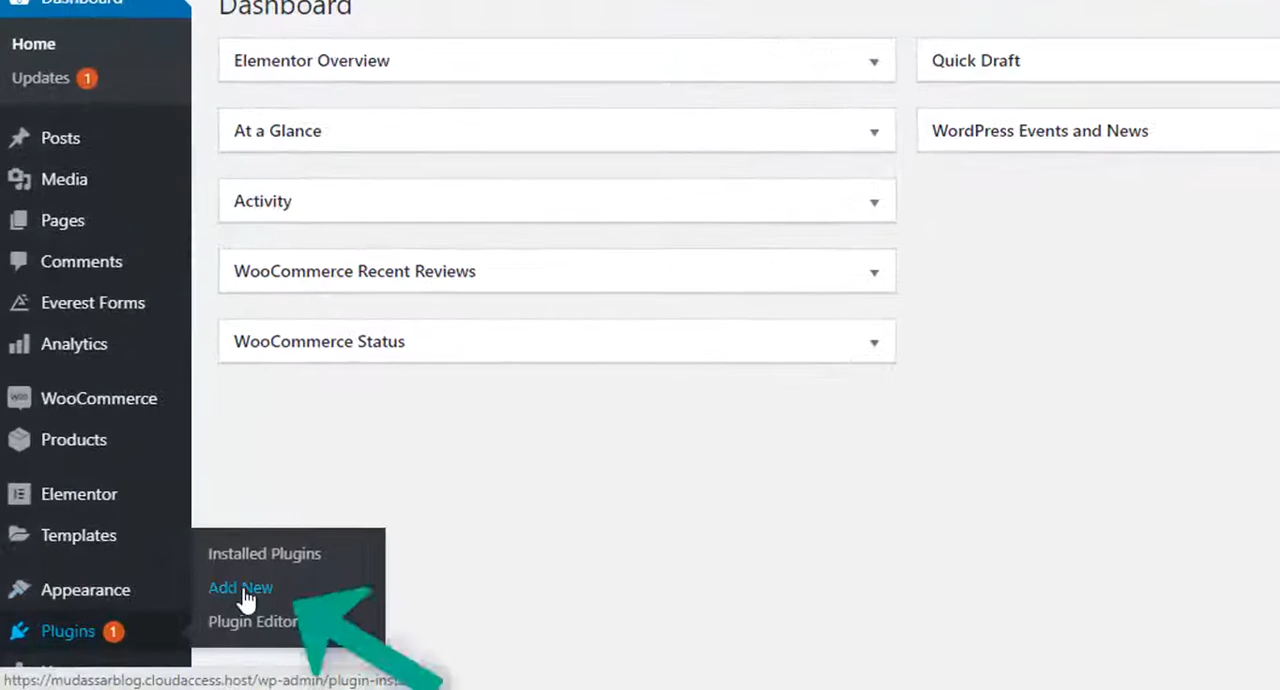 Dashboard
Dashboard
Home
Updates 1
Posts
Media
Pages
Comments
Everest Forms
Analytics
WooCommerce
Products
Elementor
Templates
Appearance
Plugins 1
Elementor Overview
At a Glance
Activity
WooCommerce Recent Reviews
WooCommerce Status
Quick Draft
WordPress Events and News
Installed Plugins
Add New
Plugin Editor
https://mudassarblog.cloudaccess.host/wp-admin/plugin-ins